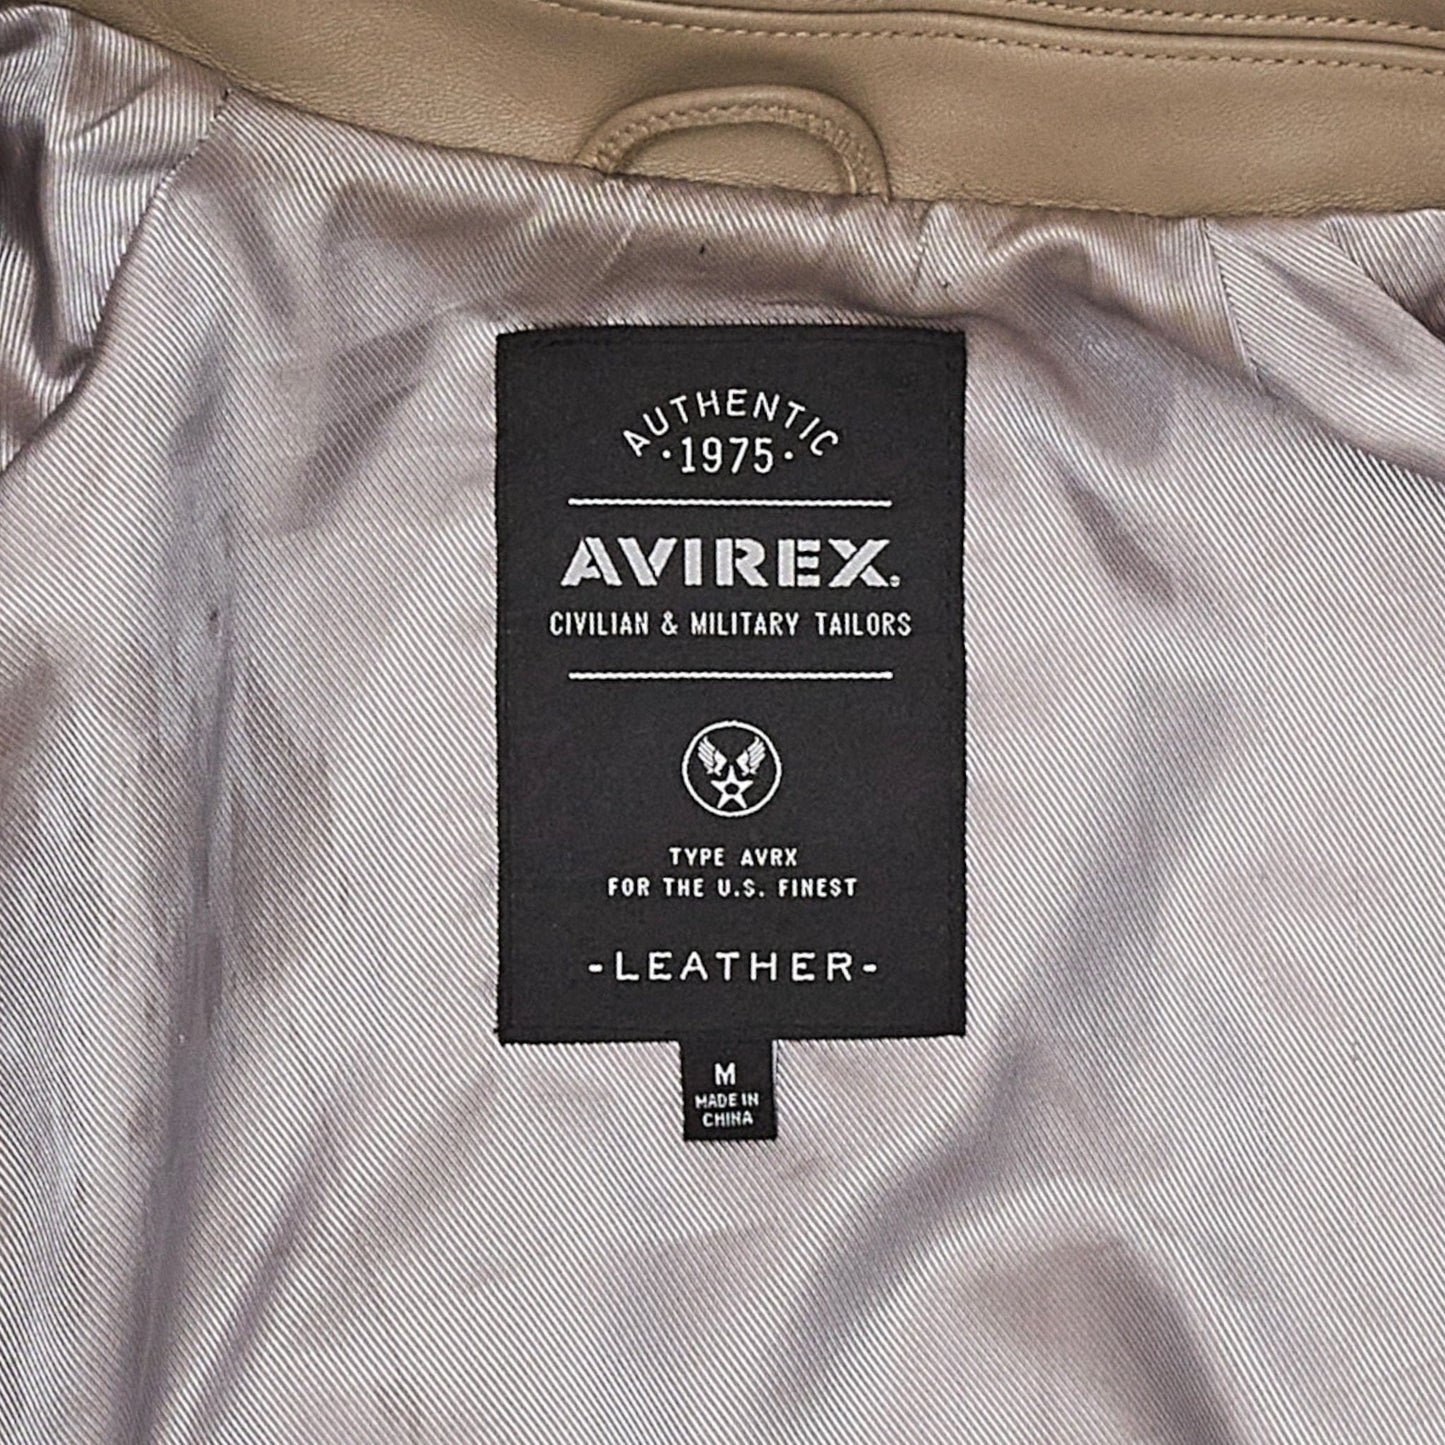 AUTHENTIC
·1975·
AVIREX.
CIVILIAN & MILITARY TAILORS
TYPE AVRX
FOR THE U.S. FINEST
-LEATHER-
M
MADE IN
CHINA